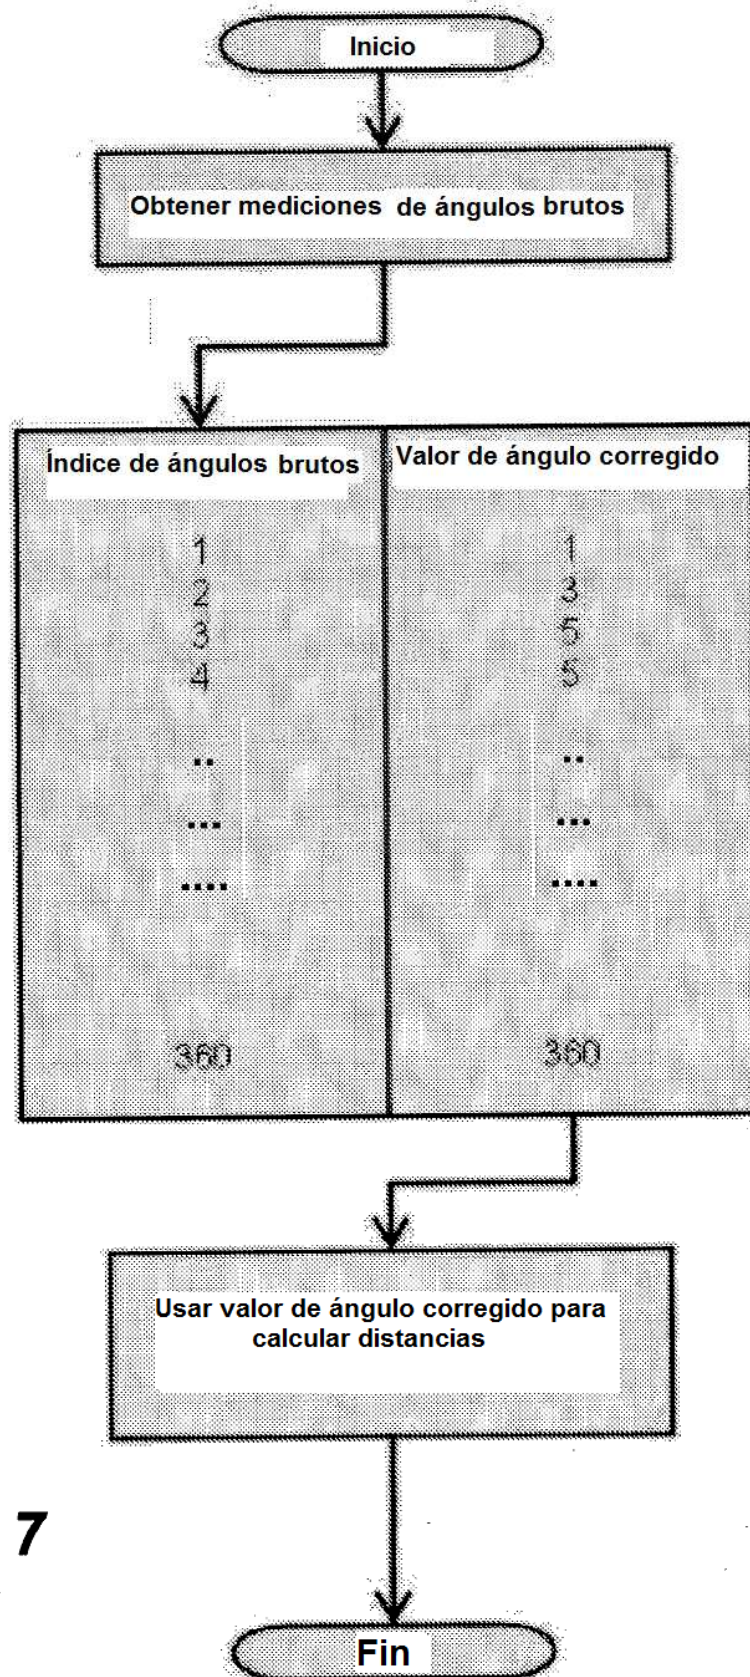 Inicio
Obtener mediciones de ángulos brutos
Índice de ángulos brutos
Valor de ángulo corregido
1
2
3
4
..
...
....
360
1
3
5
5
..
...
....
360
Usar valor de ángulo corregido para
calcular distancias
7
Fin